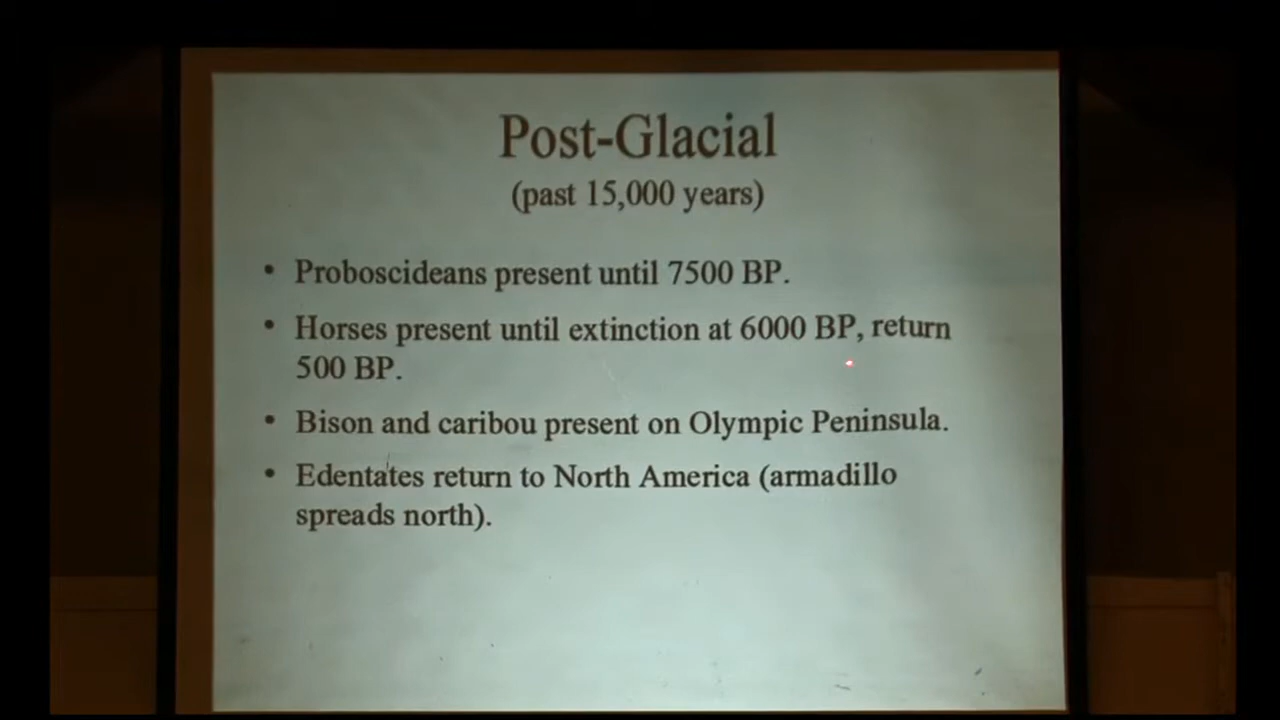 Post-Glacial
(past 15,000 years)
• Proboscideans present until 7500 BP.
• Horses present until extinction at 6000 BP, return
500 BP.
• Bison and caribou present on Olympic Peninsula.
• Edentates return to North America (armadillo
spreads north).